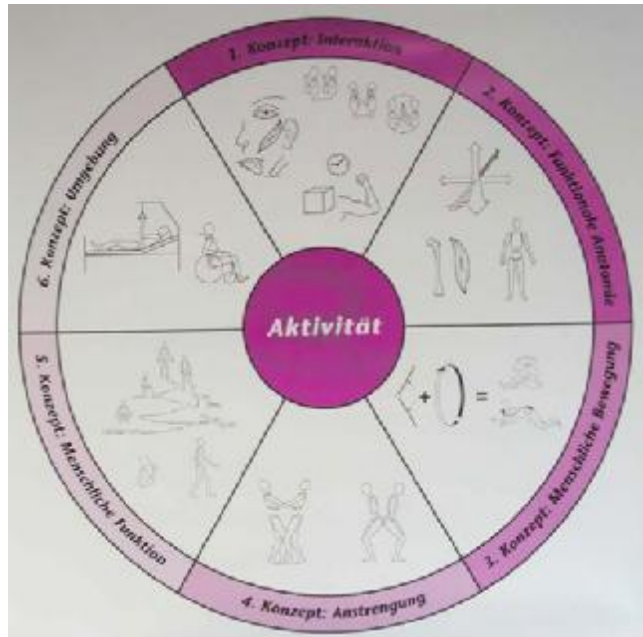 1. Konzept: Interaktion
2. Konzept: Funktionale Anatomie
3. Konzept: Menschliche Bewegung
4. Konzept: Anstrengung
5. Konzept: Menschliche Funktion
6. Konzept: Umgebung
Aktivität
+
=